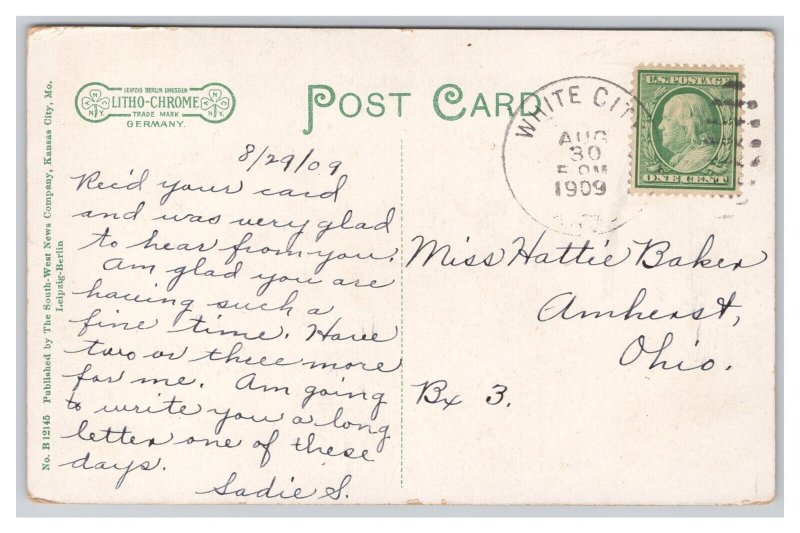 LEIPZIG BERLIN DRESDEN
LITHO-CHROME
TRADE MARK
GERMANY.
POST CARD
WHITE CITY
AUG
30
1909
U.S. POSTAGE
ONE CENT
8/29/09
Rec'd your card
and was very glad
to hear from you.
Am glad you are
having such a
fine time. Have
two or three more
for me. Am going
to write you a long
letter one of these
days.
Sadie S.
Miss Hattie Baker
Amherst,
Ohio.
Bx 3.
No. B 12145 Published by The South-West News Company, Kansas City, Mo.
Leipzig-Berlin